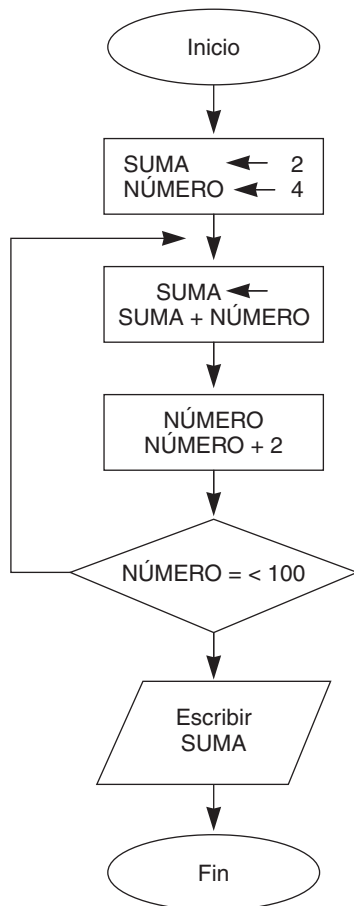 Inicio
SUMA ← 2
NÚMERO ← 4
SUMA ←
SUMA + NÚMERO
NÚMERO
NÚMERO + 2
NÚMERO = < 100
Escribir
SUMA
Fin